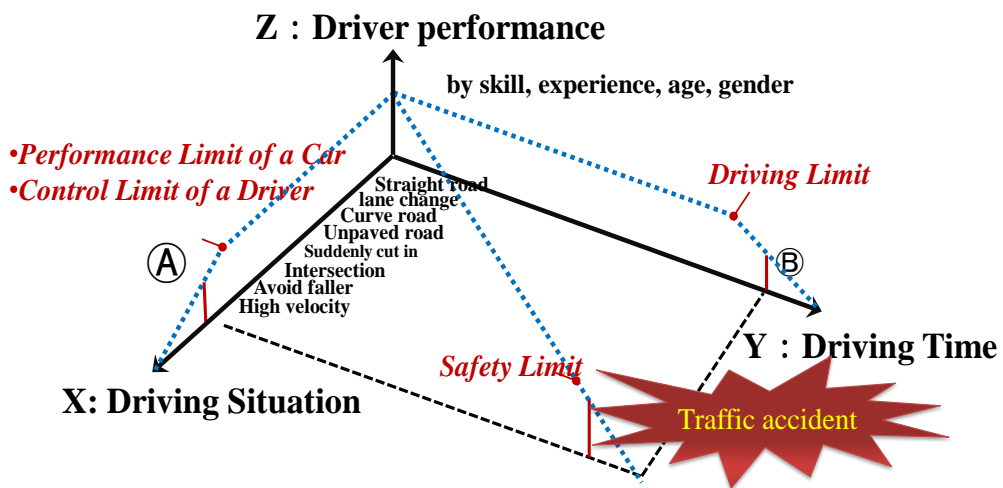 Z : Driver performance
by skill, experience, age, gender
•Performance Limit of a Car
•Control Limit of a Driver
Driving Limit
Straight road
lane change
Curve road
Unpaved road
Suddenly cut in
Intersection
Avoid faller
High velocity
Ⓐ
Ⓑ
Y : Driving Time
Safety Limit
X: Driving Situation
Traffic accident